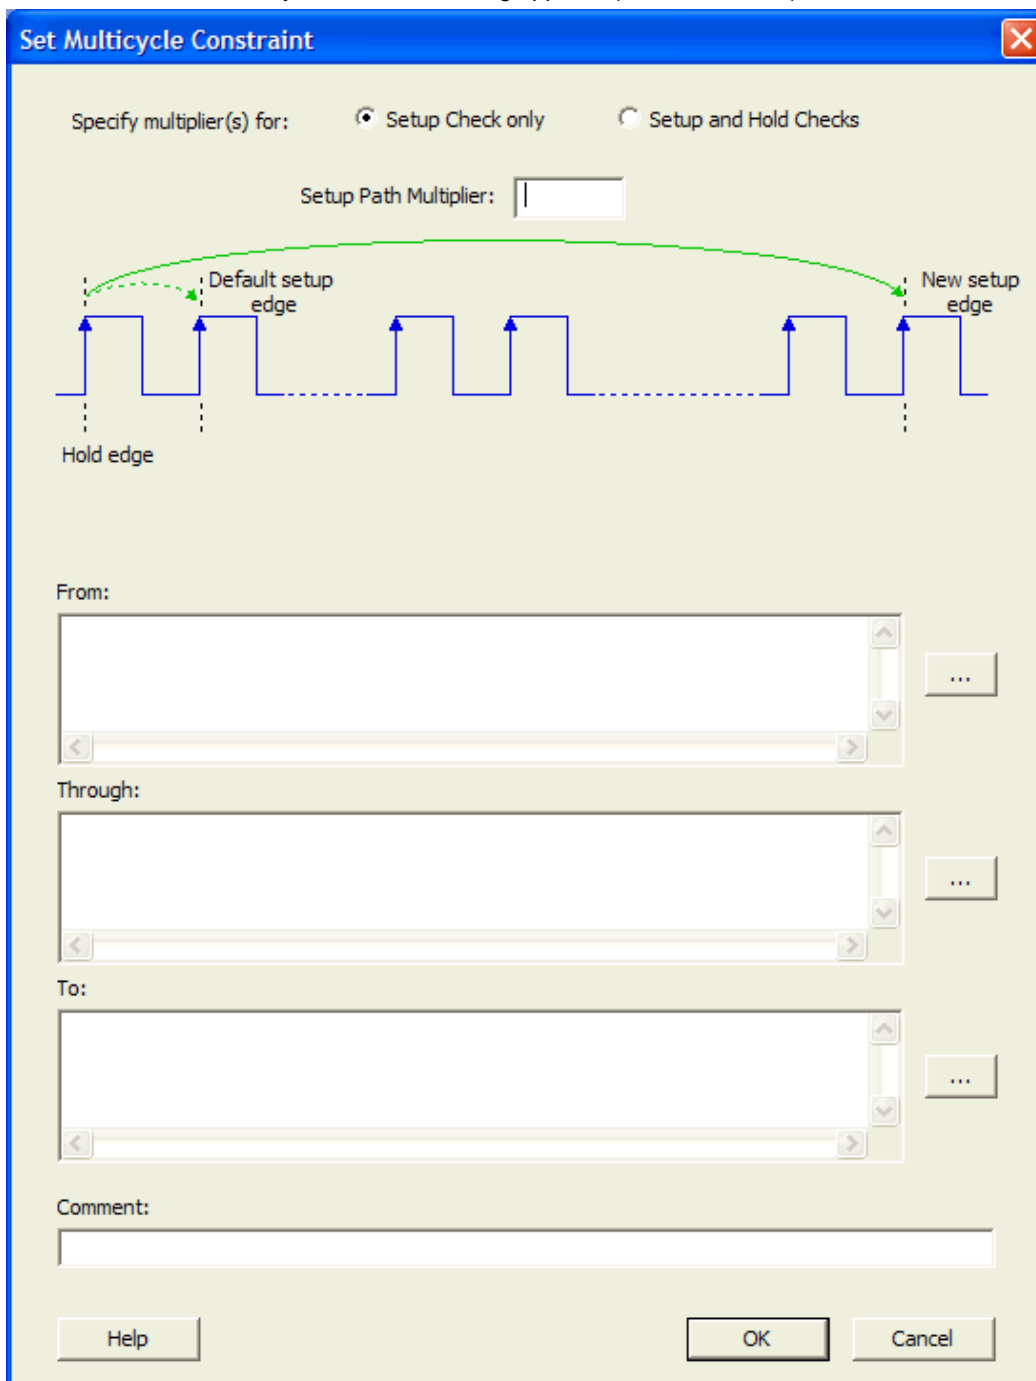 Set Multicycle Constraint
Specify multiplier(s) for: Setup Check only Setup and Hold Checks
Setup Path Multiplier:
Default setup
edge
New setup
edge
Hold edge
From:
...
Through:
...
To:
...
Comment:
Help OK Cancel